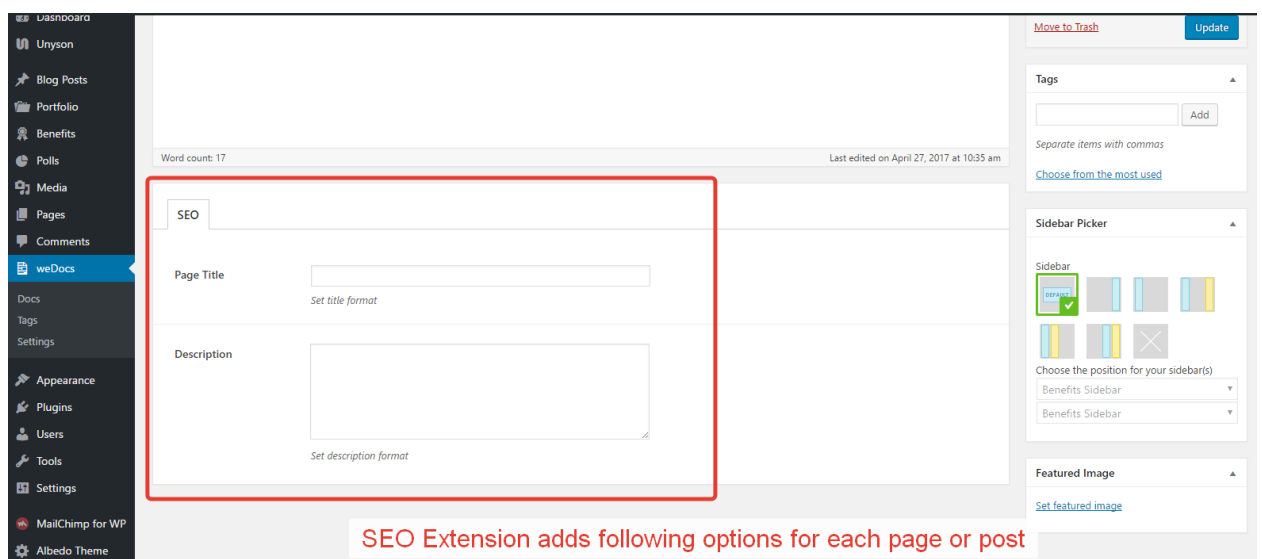 Dashboard
Unyson
Blog Posts
Portfolio
Benefits
Polls
Media
Pages
Comments
weDocs
Docs
Tags
Settings
Appearance
Plugins
Users
Tools
Settings
MailChimp for WP
Albedo Theme
Word count: 17
Last edited on April 27, 2017 at 10:35 am
SEO
Page Title
Set title format
Description
Set description format
SEO Extension adds following options for each page or post
Move to Trash
Update
Tags
Add
Separate items with commas
Choose from the most used
Sidebar Picker
Sidebar
DEFAULT
Choose the position for your sidebar(s)
Benefits Sidebar
Benefits Sidebar
Featured Image
Set featured image